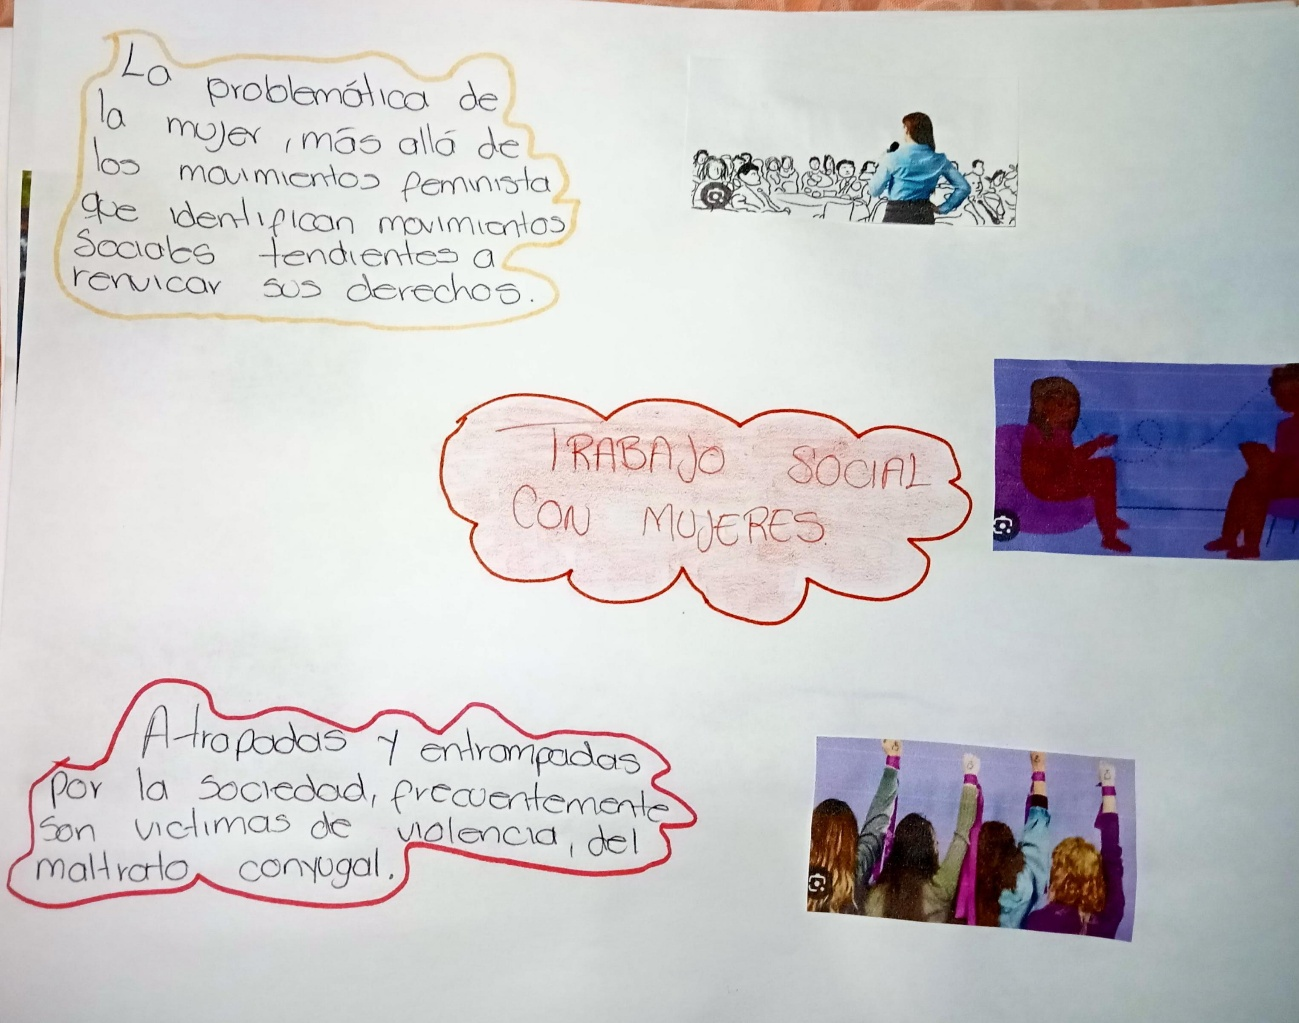 La problemática de
la mujer, más allá de
los movimientos feminista
que identifican movimientos
sociales tendientes a
renvicar sus derechos.
TRABAJO SOCIAL
CON MUJERES.
Atrapadas y entrampadas
por la sociedad, frecuentemente
son victimas de violencia, del
maltrato conyugal.